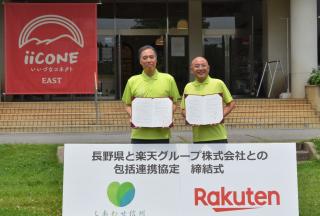 iiCONE
いいづなコネクト
EAST
長野県と楽天グループ株式会社との
包括連携協定 締結式
しあわせ信州
Rakuten